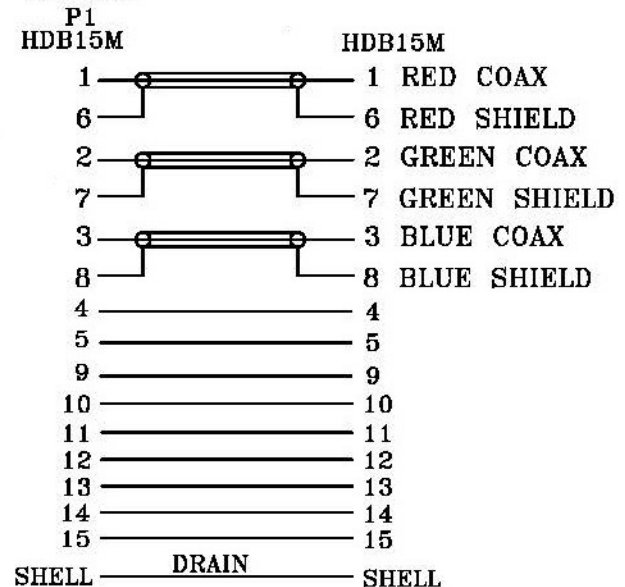 P1
HDB15M HDB15M
1 1 RED COAX
6 6 RED SHIELD
2 2 GREEN COAX
7 7 GREEN SHIELD
3 3 BLUE COAX
8 8 BLUE SHIELD
4 4
5 5
9 9
10 10
11 11
12 12
13 13
14 14
15 15
SHELL DRAIN SHELL